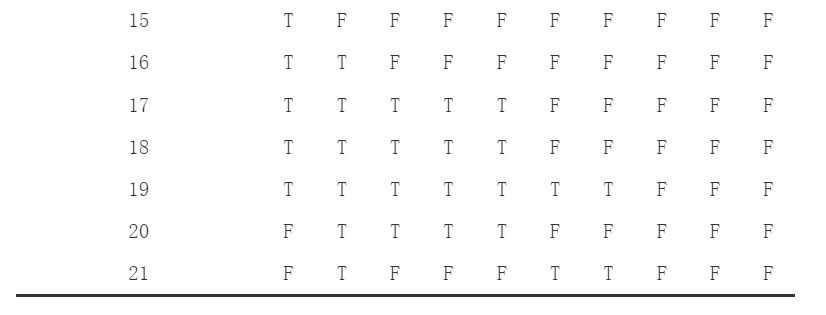 15 T F F F F F F F F F
16 T T F F F F F F F F
17 T T T T T F F F F F
18 T T T T T F F F F F
19 T T T T T T T F F F
20 F T T T T F F F F F
21 F T F F F T T F F F